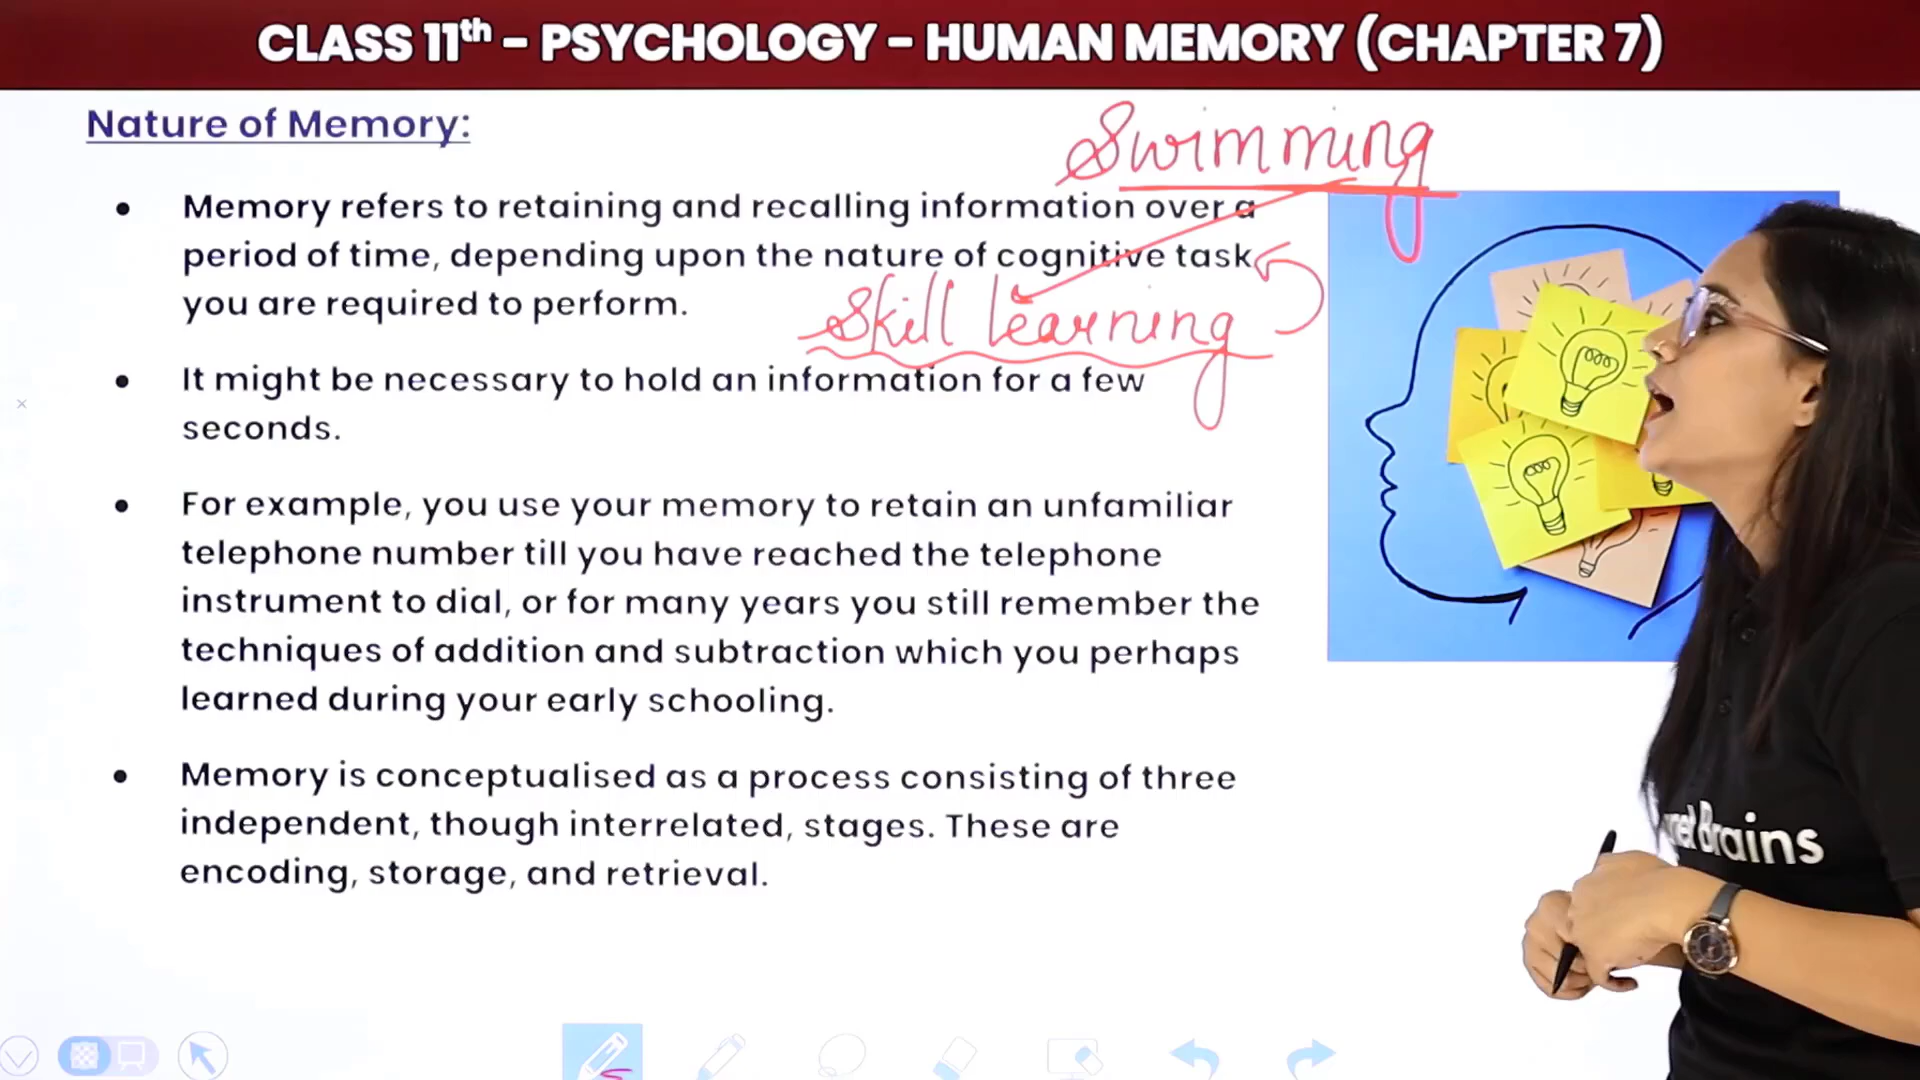 CLASS 11th - PSYCHOLOGY - HUMAN MEMORY (CHAPTER 7)
Nature of Memory:
Swimming
• Memory refers to retaining and recalling information over a
period of time, depending upon the nature of cognitive task
you are required to perform.
Skill learning
• It might be necessary to hold an information for a few
seconds.
• For example, you use your memory to retain an unfamiliar
telephone number till you have reached the telephone
instrument to dial, or for many years you still remember the
techniques of addition and subtraction which you perhaps
learned during your early schooling.
• Memory is conceptualised as a process consisting of three
independent, though interrelated, stages. These are
encoding, storage, and retrieval.
Brains